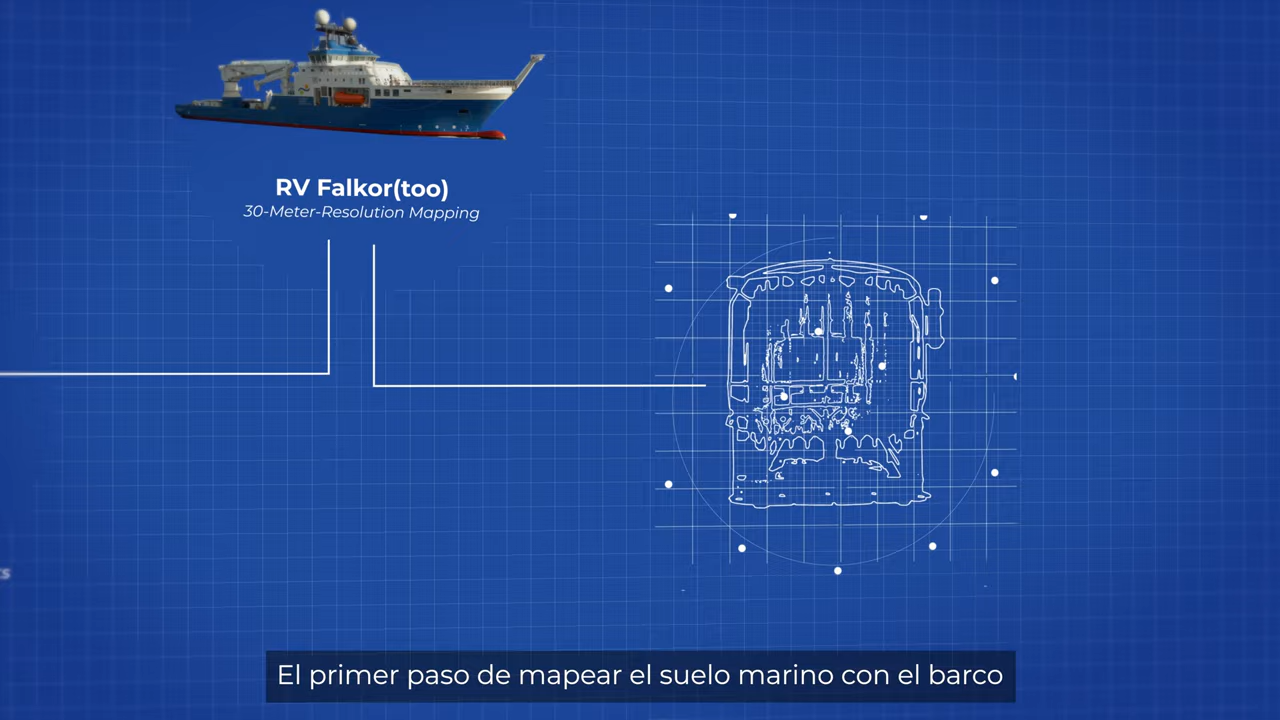 RV Falkor(too)
30-Meter-Resolution Mapping
El primer paso de mapear el suelo marino con el barco